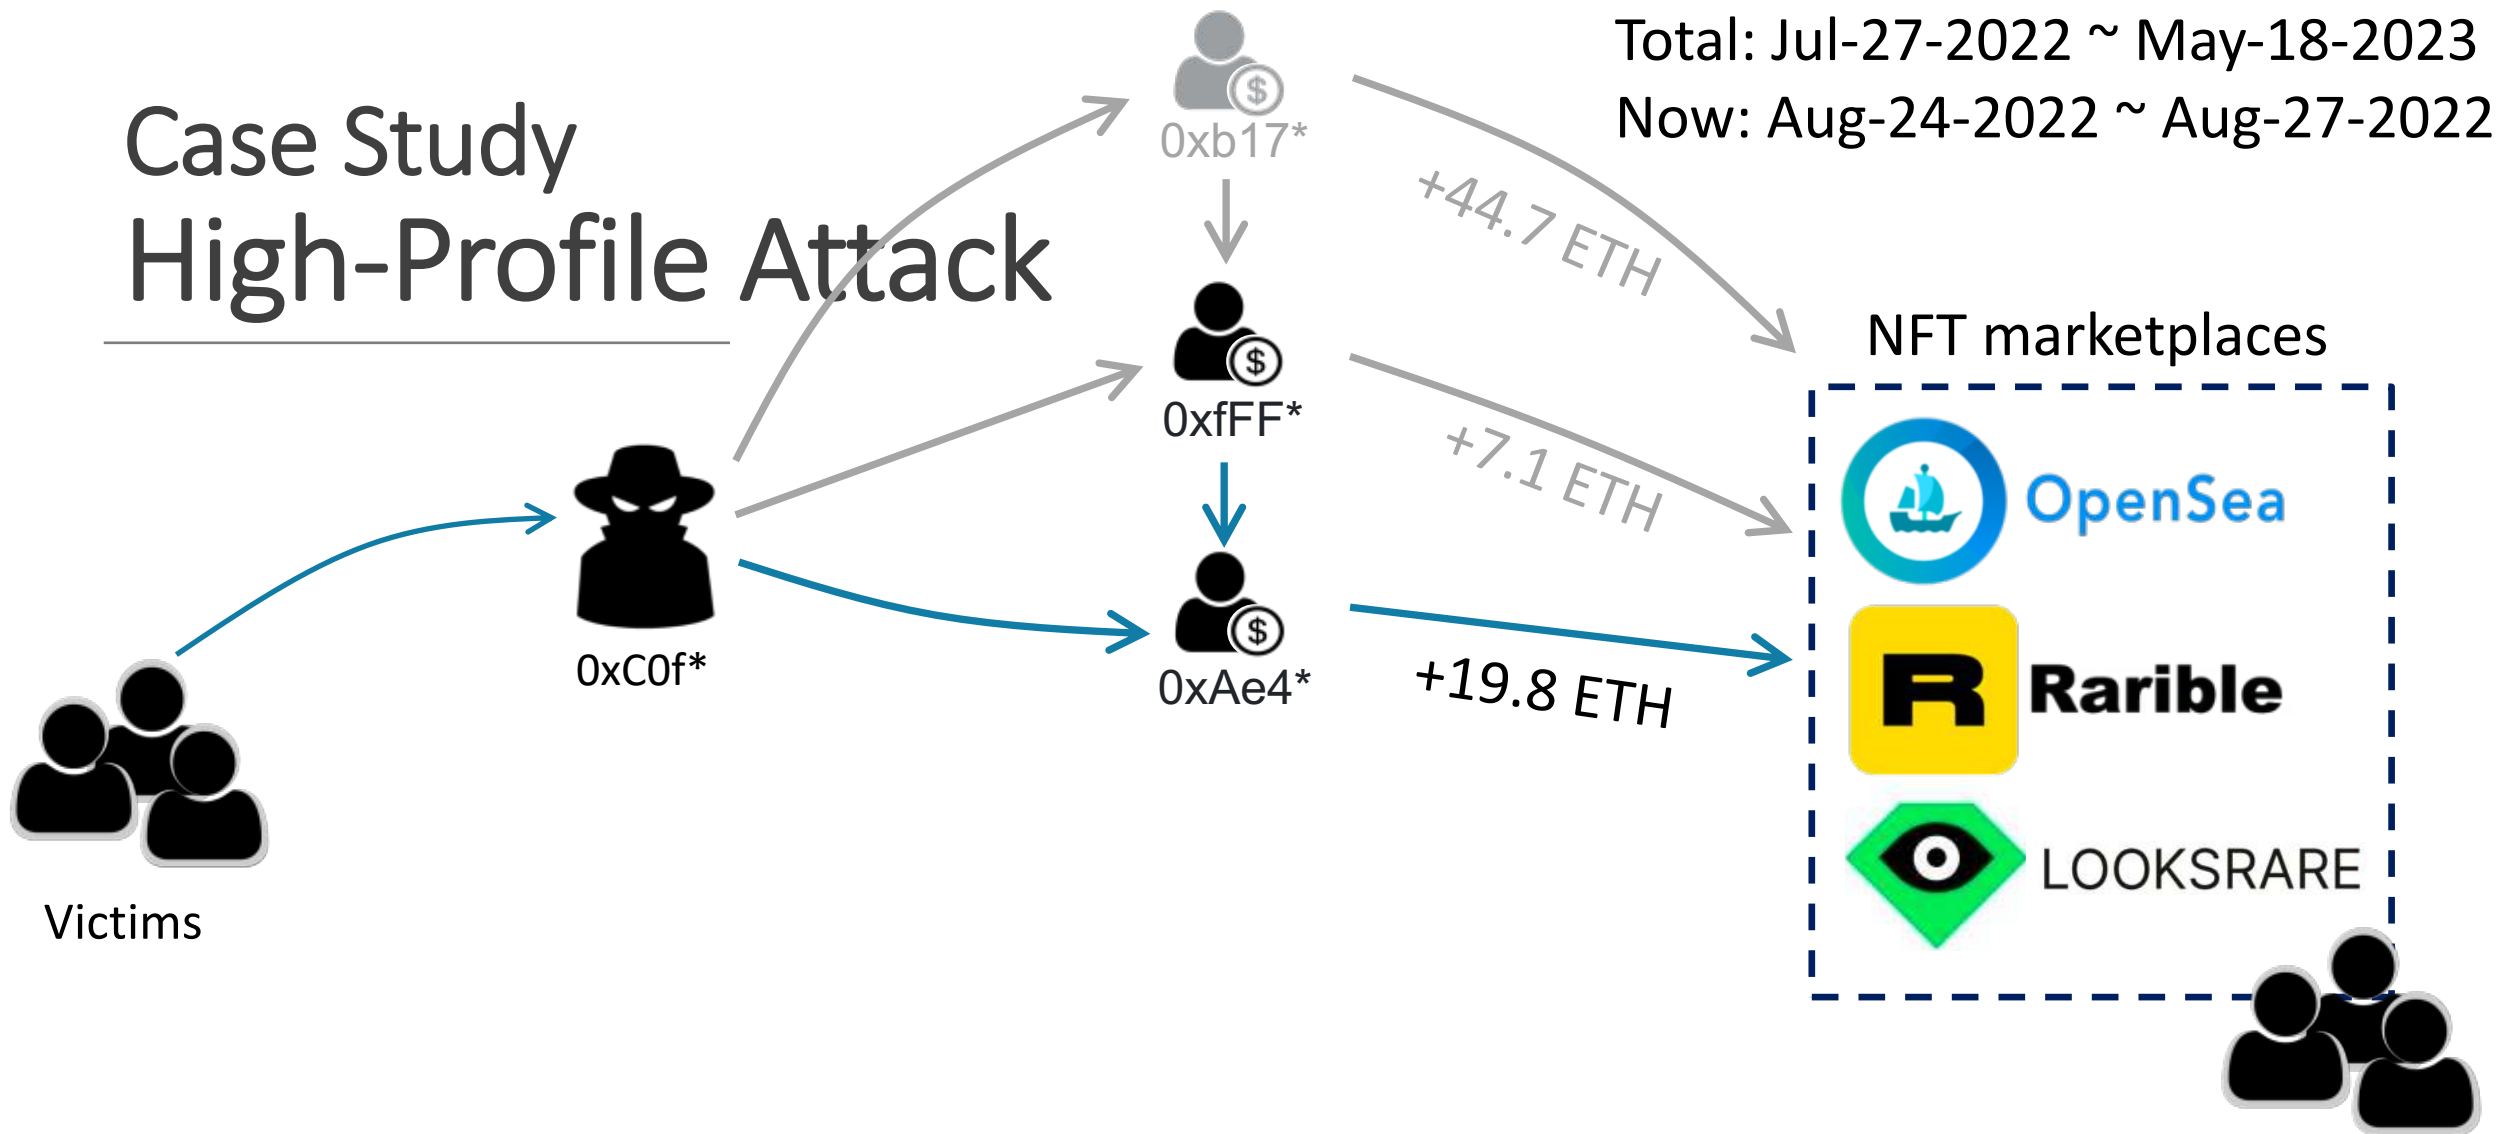 Case Study
High-Profile Attack
Total: Jul-27-2022 ~ May-18-2023
Now: Aug-24-2022 ~ Aug-27-2022
$
0xb17*
+44.7 ETH
$
0xfFF*
+7.1 ETH
$
0xAe4*
+19.8 ETH
0xC0f*
Victims
NFT marketplaces
OpenSea
R Rarible
LOOKSRARE